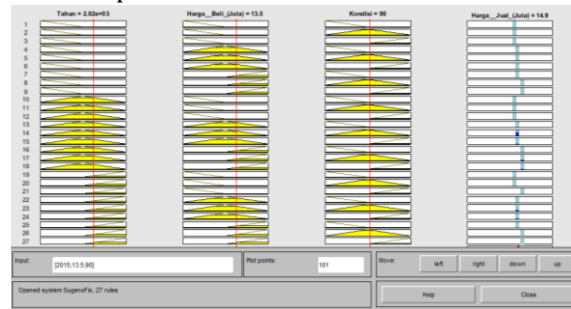 Tahun = 2.02e+03
Harga__Beli_(Juta) = 13.5
Kondisi = 90
Harga__Jual_(Juta) = 14.9
1
2
3
4
5
6
7
8
9
10
11
12
13
14
15
16
17
18
19
20
21
22
23
24
25
26
27
Input:
[2015;13.5;90]
Plot points:
101
Move:
left
right
down
up
Opened system SugenoFix, 27 rules
Help
Close